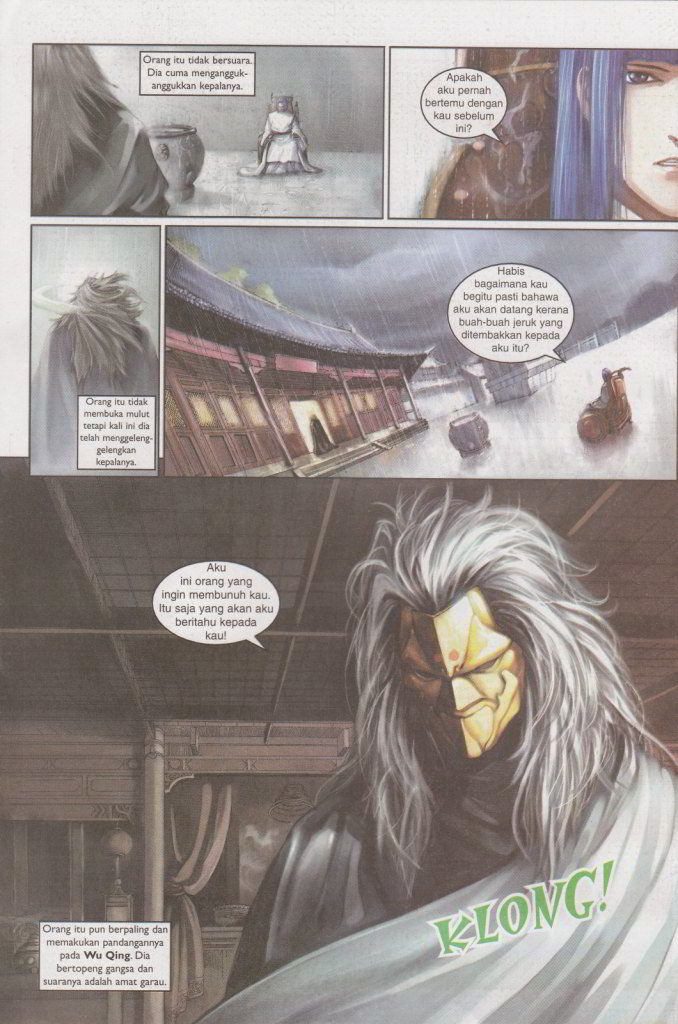 Orang itu tidak bersuara.
Dia cuma mengangguk-
anggukkan kepalanya.
Apakah
aku pernah
bertemu dengan
kau sebelum
ini?
Orang itu tidak
membuka mulut
tetapi kali ini dia
telah menggeleng-
gelengkan
kepalanya.
Habis
bagaimana kau
begitu pasti bahawa
aku akan datang kerana
buah-buah jeruk yang
ditembakkan kepada
aku itu?
Aku
ini orang yang
ingin membunuh kau.
Itu saja yang akan aku
beritahu kepada
kau!
KLONG!
Orang itu pun berpaling dan
memakukan pandangannya
pada Wu Qing. Dia
bertopeng gangsa dan
suaranya adalah amat garau.